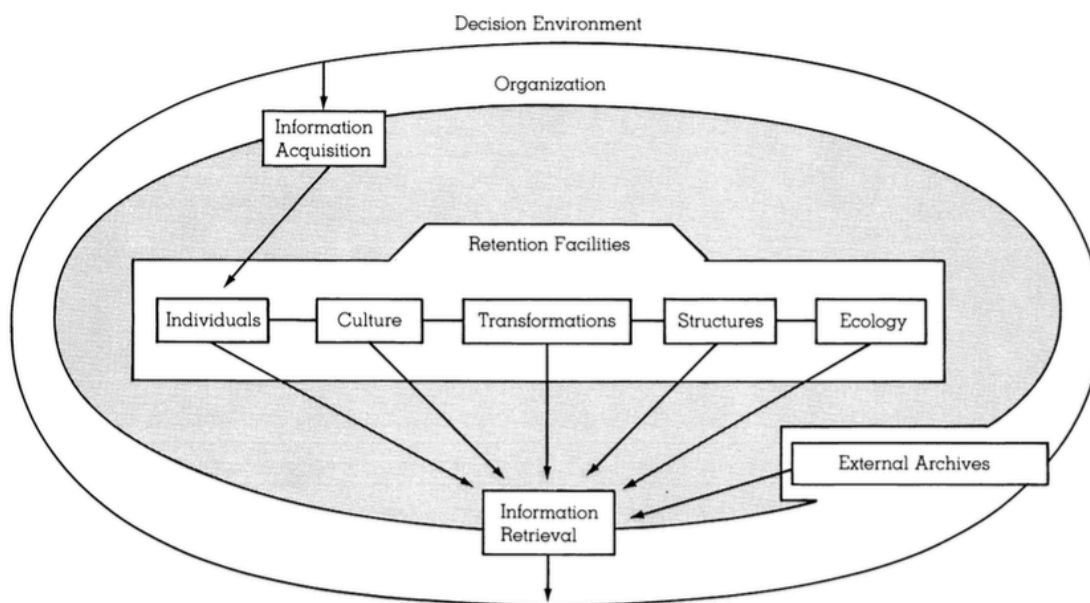 Decision Environment
Organization
Information
Acquisition
Retention Facilities
Individuals
Culture
Transformations
Structures
Ecology
External Archives
Information
Retrieval